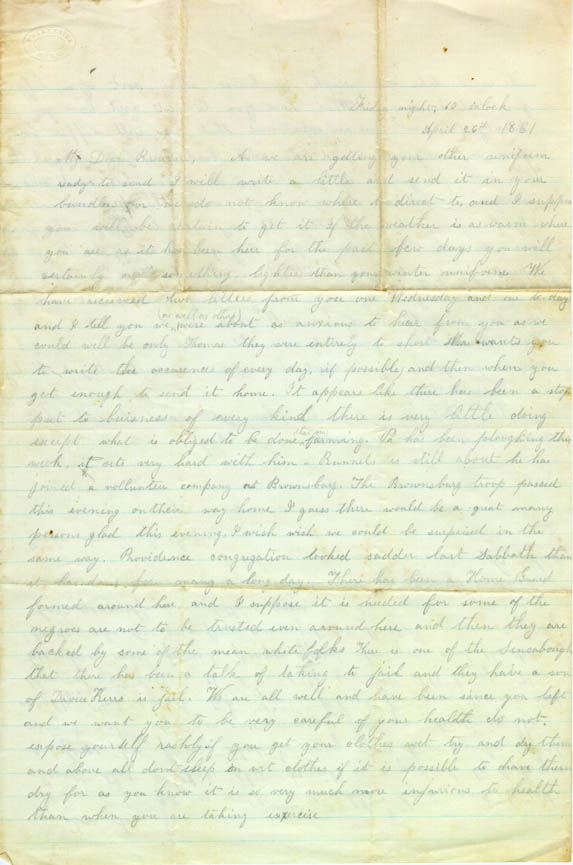 Friday night, 10 oclock
April 26th 1861
My Dear Brother, As we are getting your other uniform
ready to send I will write a little and send it in your
bundle, for we do not know where to direct to, and I suppose
you will be certain to get it if the weather is as warm where
you are as it has been here for the past few days you will
certainly need something lighter than your winter uniform We
have received two letters from you one Wednesday and one to day
(as well as others)
and I tell you we were about as anxious to hear from you as we
could well be only Thomas they were entirely to short Ma wants you
to write the occurences of every day, if possible, and then when you
get enough to send it home. It appears like there has been a stop
put to buisness of every kind there is very little doing
except what is obliged to be done farming. Pa has been ploughing this
week, it sets very hard with him. Runnels is still about he has
joined a vollunteer company at Brownsburg. The Brownsburg troop passed
this evening on their way home I guess there would be a great many
persons glad this evening. I wish wish we could be surprised in the
same way. Providence congregation looked sadder last Sabbath than
it has done for many a long day. There has been a Home Guard
formed around here and I suppose it is needed for some of the
negroes are not to be trusted even around here and then they are
backed by some of the mean white folks There is one of the Sensabough
that there has been a talk of taking to jail and they have a son
of Davie Kerrs in jail. We are all well and have been since you left
and we want you to be very careful of your health do not
expose yourself rashly if you get your clothes wet try and dry them
and above all dont sleep in wet clothes if it is possible to have them
dry for as you know it is so very much more injurious to health
than when you are taking exercise